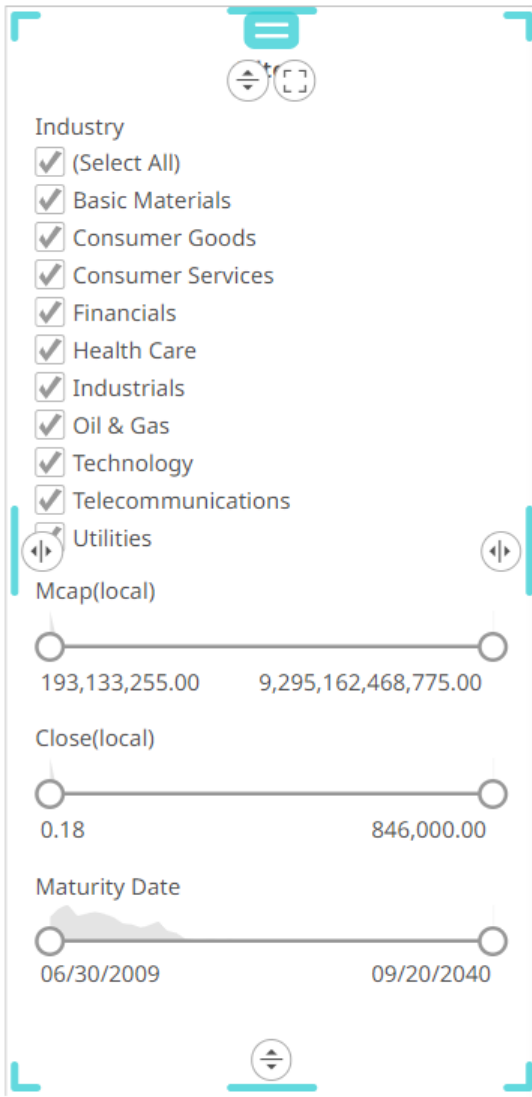 Industry
(Select All)
Basic Materials
Consumer Goods
Consumer Services
Financials
Health Care
Industrials
Oil & Gas
Technology
Telecommunications
Utilities
Mcap(local)
193,133,255.00 9,295,162,468,775.00
Close(local)
0.18 846,000.00
Maturity Date
06/30/2009 09/20/2040